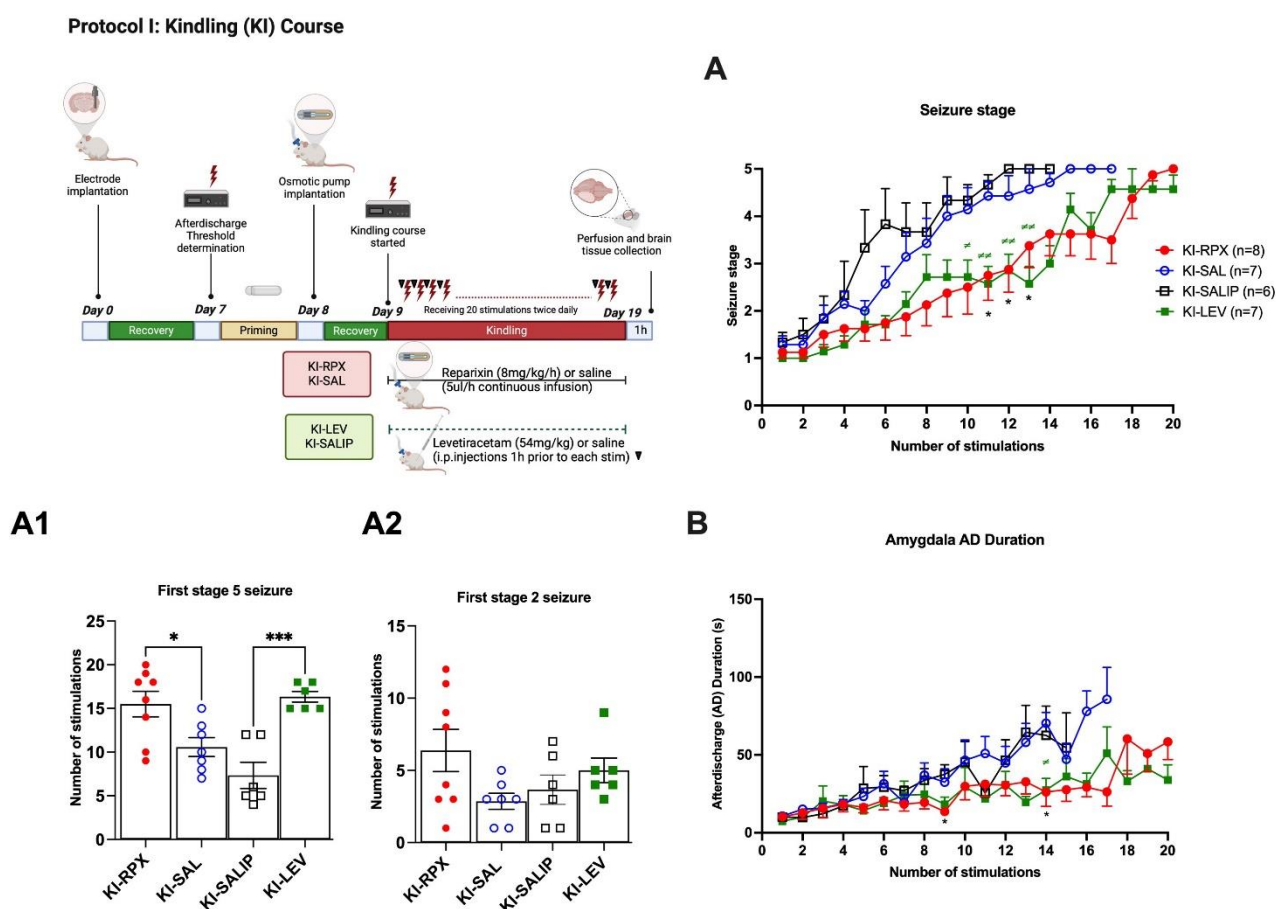 Protocol I: Kindling (KI) Course
Electrode
implantation
Afterdischarge
Threshold
determination
Osmotic pump
implantation
Kindling course
started
Perfusion and brain
tissue collection
Day 0
Day 7
Day 8
Day 9
Receiving 20 stimulations twice daily
Day 19
Recovery
Priming
Recovery
Kindling
1h
KI-RPX
KI-SAL
Reparixin (8mg/kg/h) or saline
(5ul/h continuous infusion)
KI-LEV
KI-SALIP
Levetiracetam (54mg/kg) or saline
(i.p.injections 1h prior to each stim)
A
Seizure stage
Seizure stage
5
4
3
2
1
0
0 2 4 6 8 10 12 14 16 18 20
Number of stimulations
≠ ≠≠ ≠≠ ≠≠
* * *
KI-RPX (n=8)
KI-SAL (n=7)
KI-SALIP (n=6)
KI-LEV (n=7)
A1
First stage 5 seizure
Number of stimulations
25
20
15
10
5
0
* ***
KI-RPX KI-SAL KI-SALIP KI-LEV
A2
First stage 2 seizure
Number of stimulations
15
10
5
0
KI-RPX KI-SAL KI-SALIP KI-LEV
B
Amygdala AD Duration
Afterdischarge (AD) Duration (s)
150
100
50
0
≠
* *
0 2 4 6 8 10 12 14 16 18 20
Number of stimulations